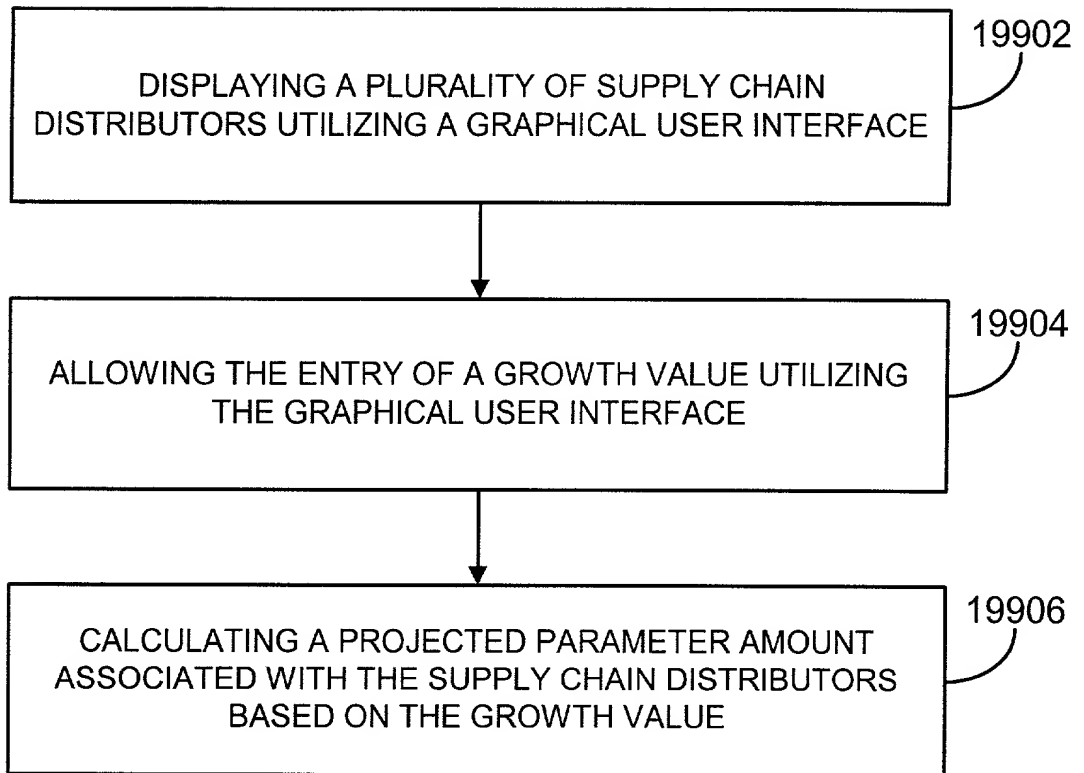 19902
DISPLAYING A PLURALITY OF SUPPLY CHAIN
DISTRIBUTORS UTILIZING A GRAPHICAL USER INTERFACE
19904
ALLOWING THE ENTRY OF A GROWTH VALUE UTILIZING
THE GRAPHICAL USER INTERFACE
19906
CALCULATING A PROJECTED PARAMETER AMOUNT
ASSOCIATED WITH THE SUPPLY CHAIN DISTRIBUTORS
BASED ON THE GROWTH VALUE